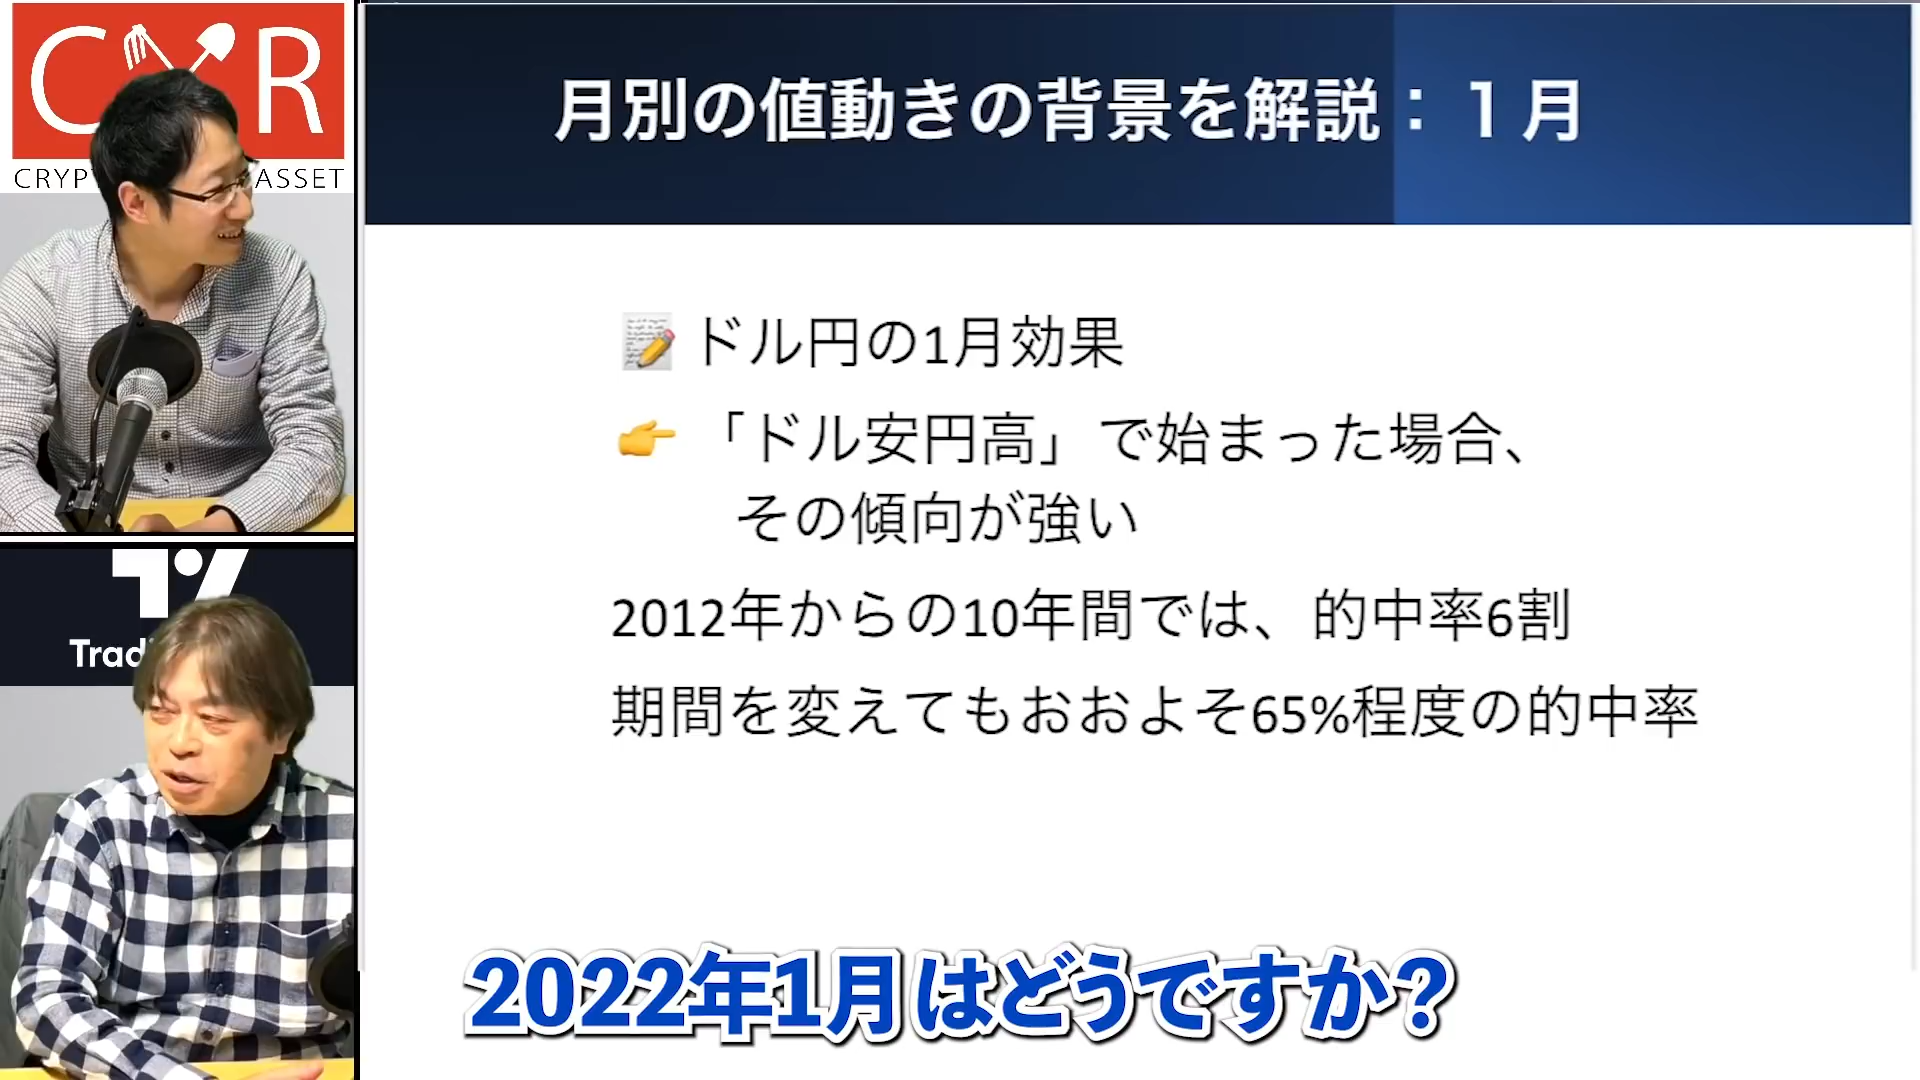 C R
CRYP ASSET
Trad
月別の値動きの背景を解説：１月
ドル円の1月効果
「ドル安円高」で始まった場合、
その傾向が強い
2012年からの10年間では、的中率6割
期間を変えてもおおよそ65%程度の的中率
2022年1月はどうですか？